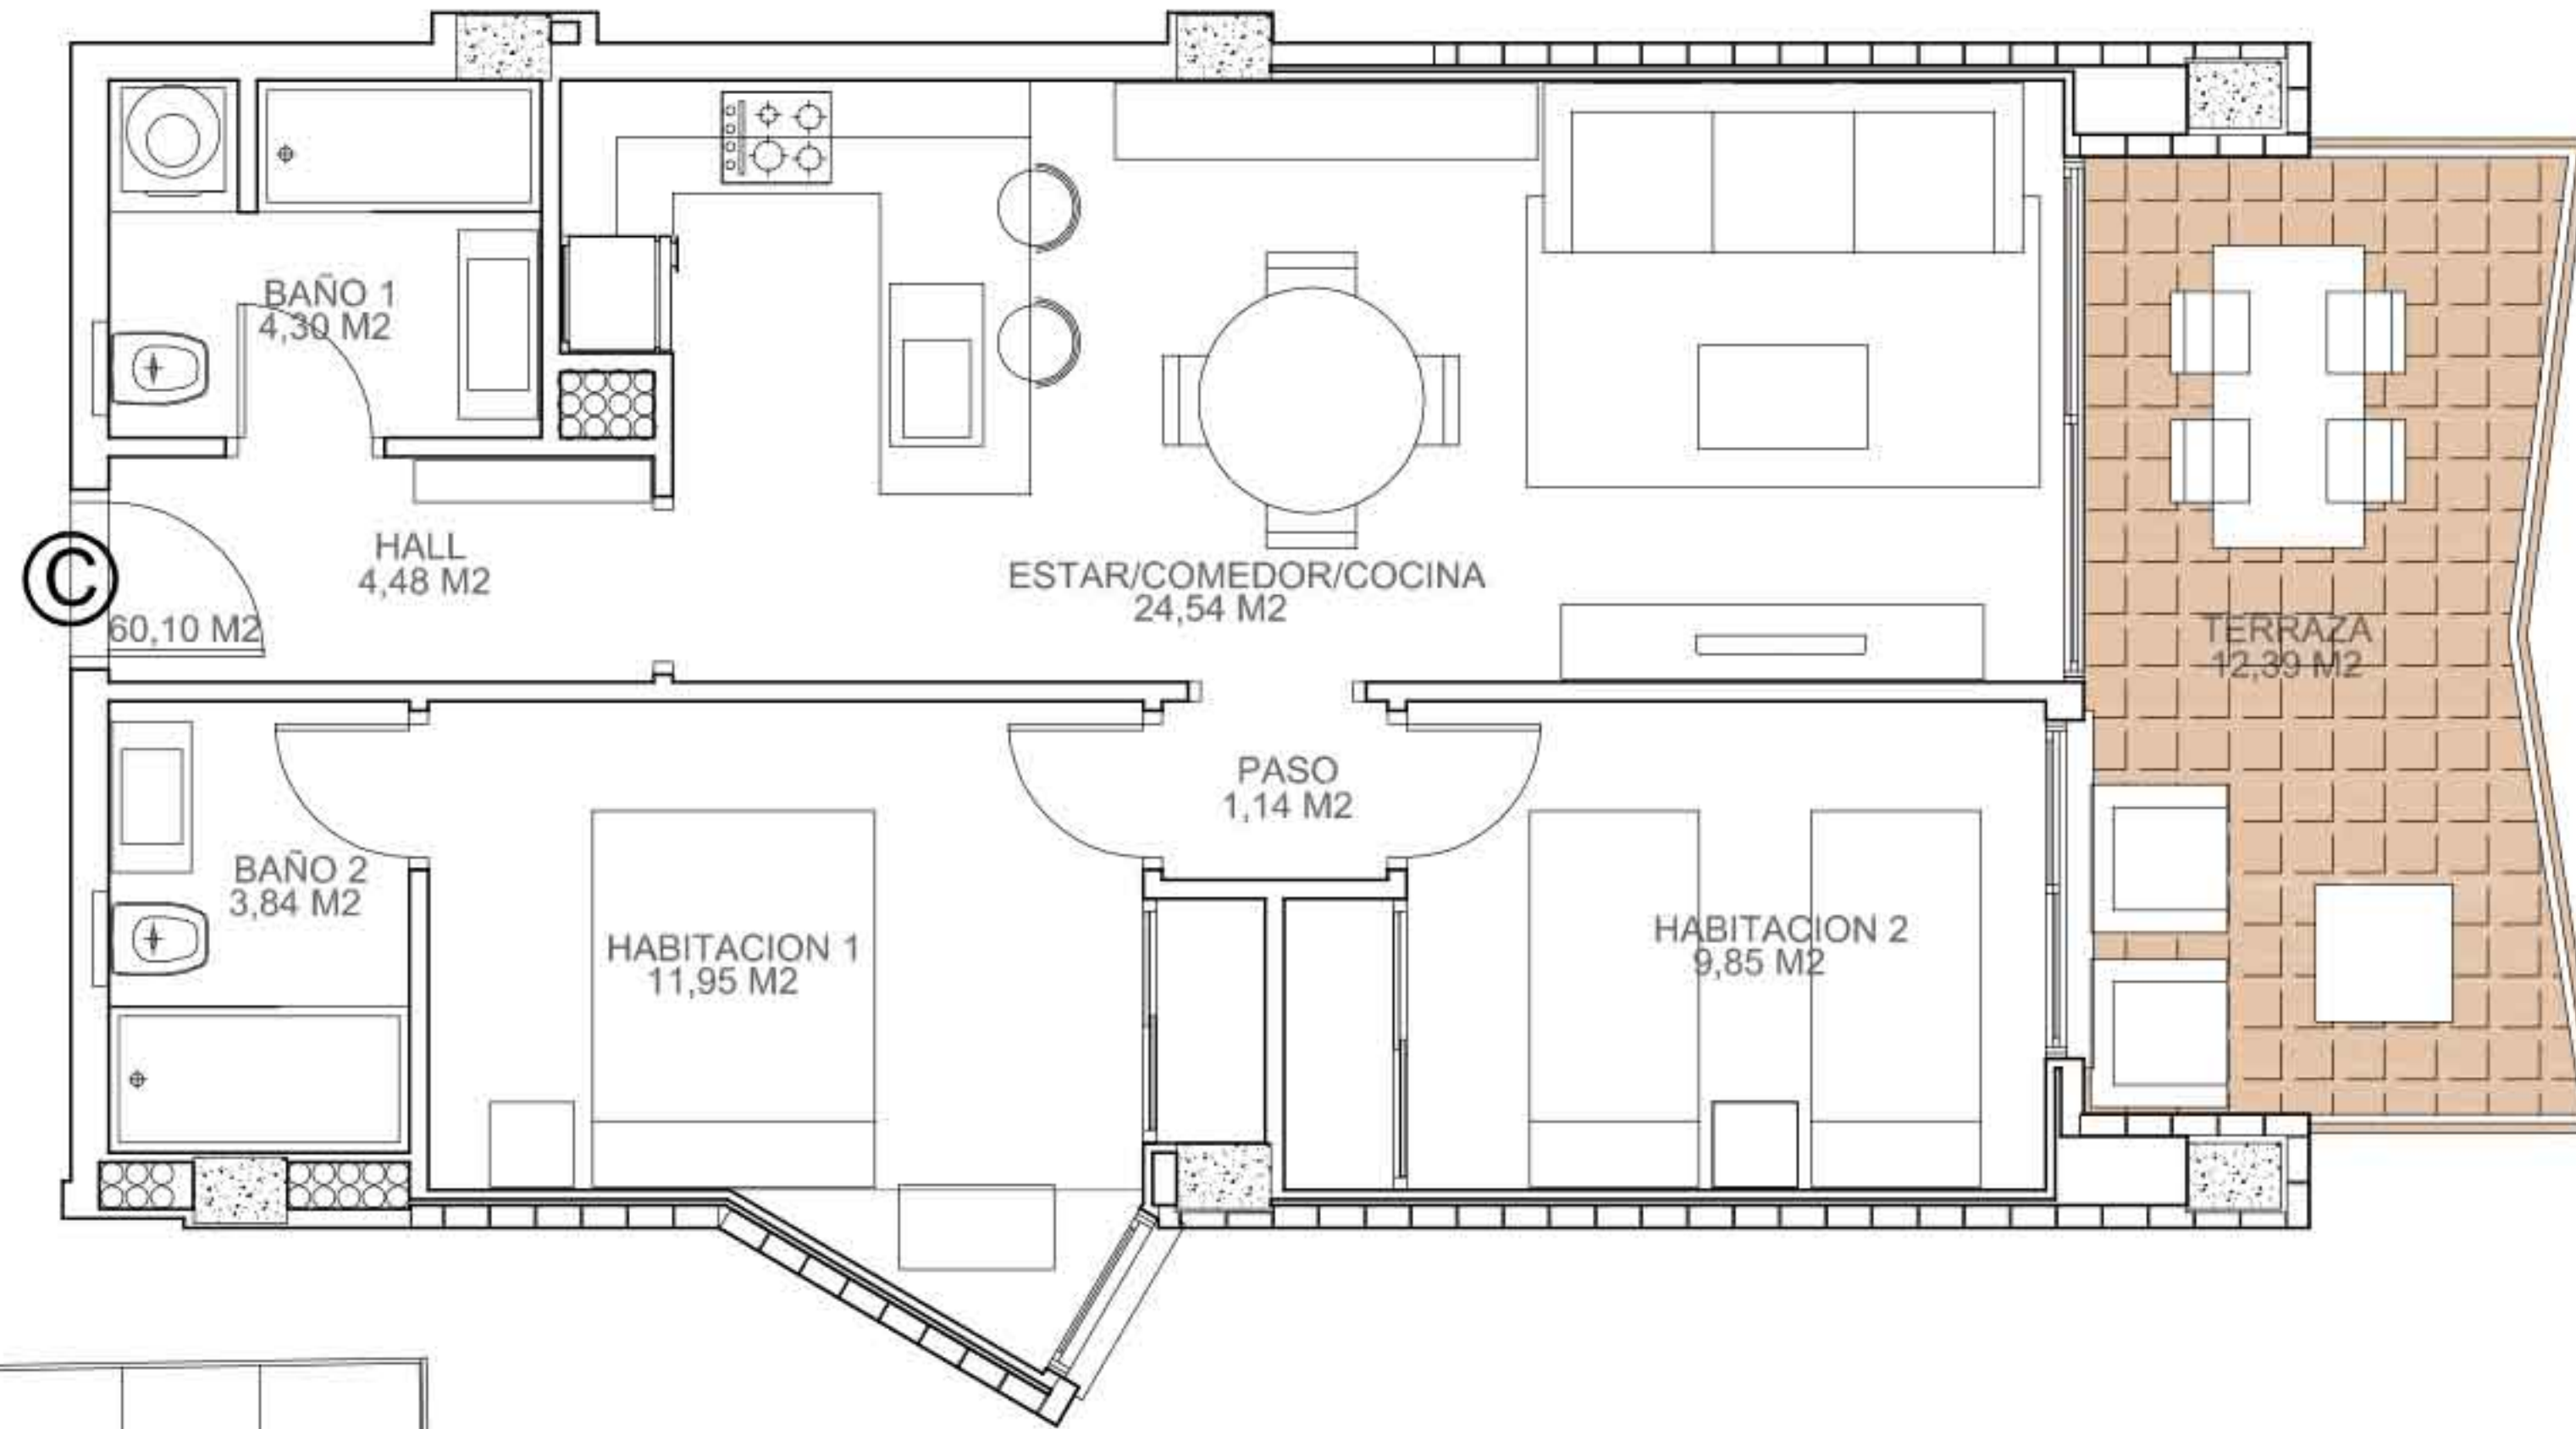 BAÑO 1
4,30 M2
HALL
4,48 M2
C
60,10 M2
ESTAR/COMEDOR/COCINA
24,54 M2
TERRAZA
12,39 M2
PASO
1,14 M2
BAÑO 2
3,84 M2
HABITACION 1
11,95 M2
HABITACION 2
9,85 M2